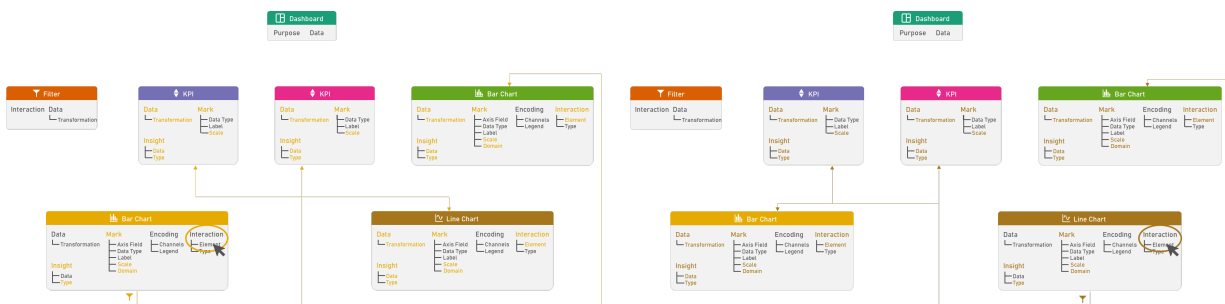 Dashboard
Purpose Data
Filter
Interaction Data
Transformation
KPI
Data Mark
Transformation Data Type
Label
Scale
Insight
Data
Type
KPI
Data Mark
Transformation Data Type
Label
Scale
Insight
Data
Type
Bar Chart
Data Mark Encoding Interaction
Transformation Axis Field Channels Element
Data Type Legend Type
Label
Scale
Insight Domain
Data
Type
Bar Chart
Data Mark Encoding Interaction
Transformation Axis Field Channels Element
Data Type Legend Type
Label
Insight Scale
Data Domain
Type
Line Chart
Data Mark Encoding Interaction
Transformation Axis Field Channels Element
Data Type Legend Type
Label
Insight Scale
Data Domain
Type
Dashboard
Purpose Data
Filter
Interaction Data
Transformation
KPI
Data Mark
Transformation Data Type
Label
Scale
Insight
Data
Type
KPI
Data Mark
Transformation Data Type
Label
Scale
Insight
Data
Type
Bar Chart
Data Mark Encoding Interaction
Transformation Axis Field Channels Element
Data Type Legend Type
Label
Scale
Insight Domain
Data
Type
Bar Chart
Data Mark Encoding Interaction
Transformation Axis Field Channels Element
Data Type Legend Type
Label
Insight Scale
Data Domain
Type
Line Chart
Data Mark Encoding Interaction
Transformation Axis Field Channels Element
Data Type Legend Type
Label
Insight Scale
Data Domain
Type